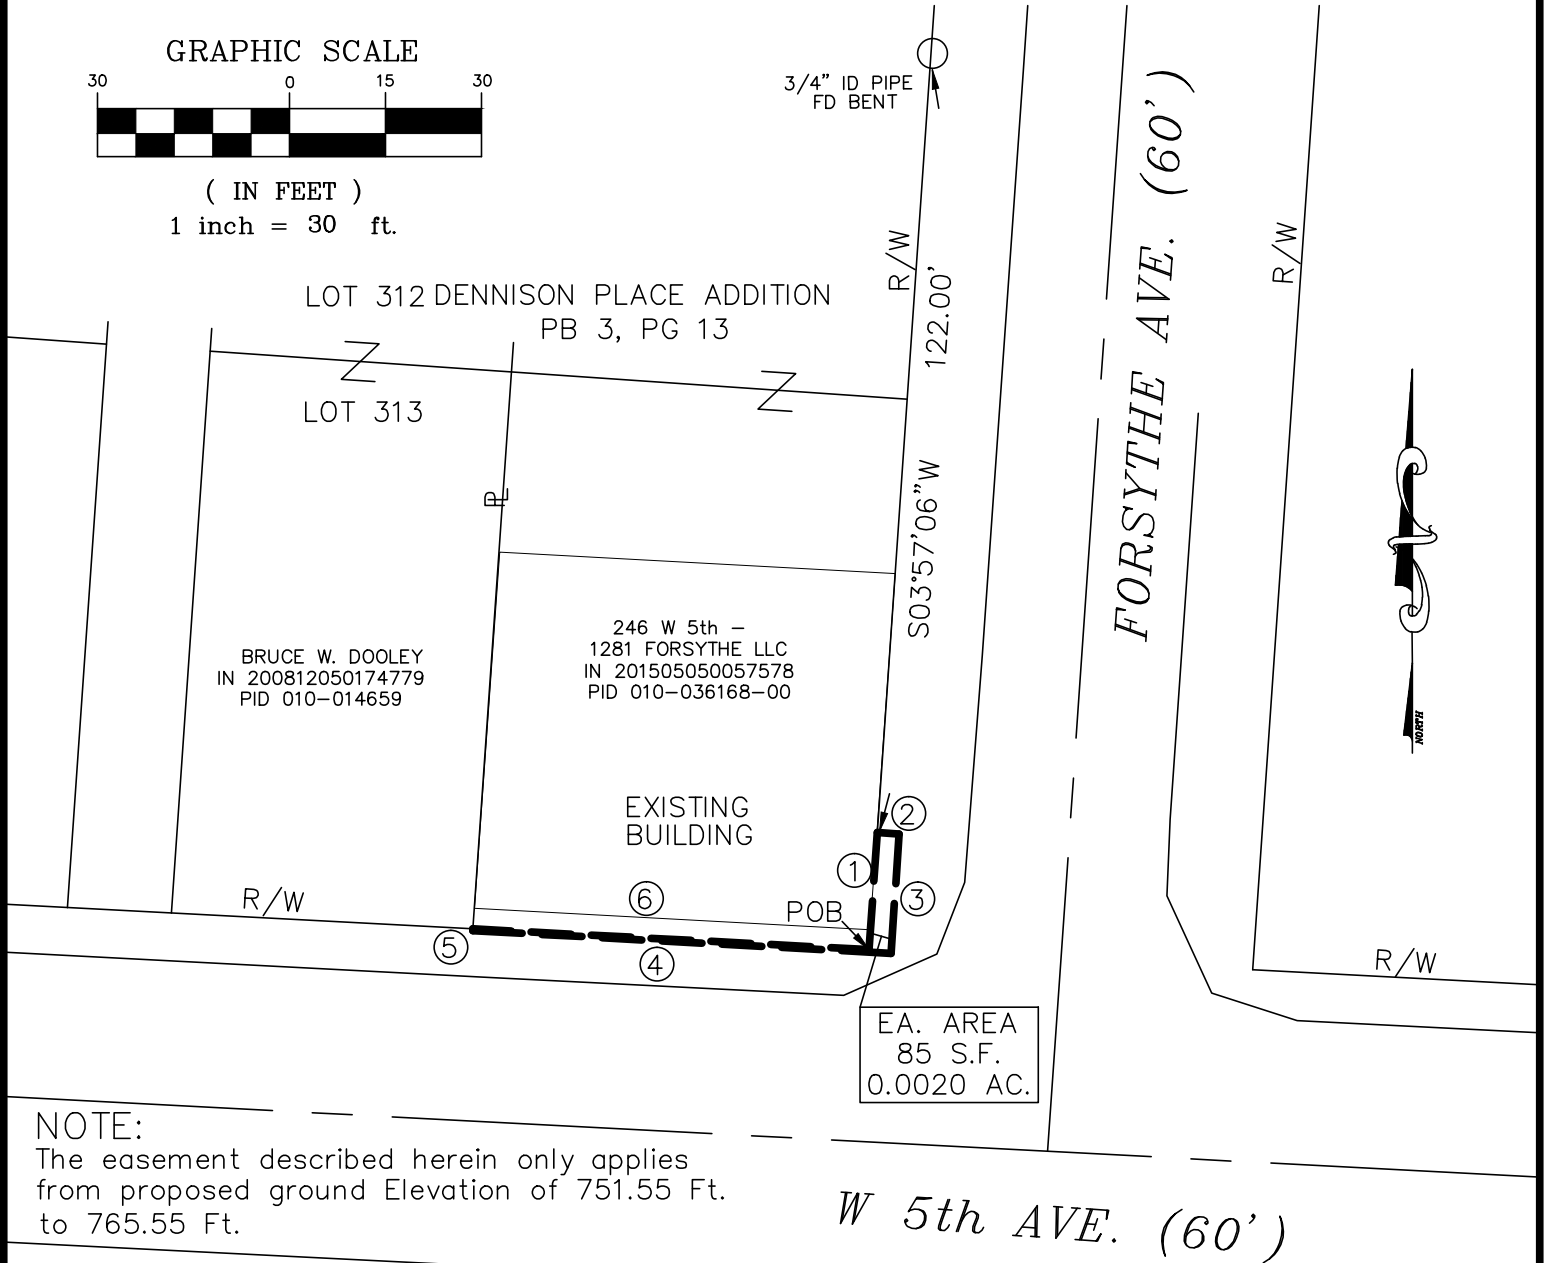 GRAPHIC SCALE
30 0 15 30
( IN FEET )
1 inch = 30 ft.
3/4" ID PIPE
FD BENT
FORSYTHE AVE. (60')
R/W
R/W
122.00'
LOT 312 DENNISON PLACE ADDITION
PB 3, PG 13
LOT 313
S03°57'06"W
PL
BRUCE W. DOOLEY
IN 200812050174779
PID 010-014659
246 W 5th -
1281 FORSYTHE LLC
IN 201505050057578
PID 010-036168-00
NORTH
EXISTING
BUILDING
2
1
3
6
POB
R/W
5
4
R/W
EA. AREA
85 S.F.
0.0020 AC.
NOTE:
The easement described herein only applies
from proposed ground Elevation of 751.55 Ft.
to 765.55 Ft.
W 5th AVE. (60')